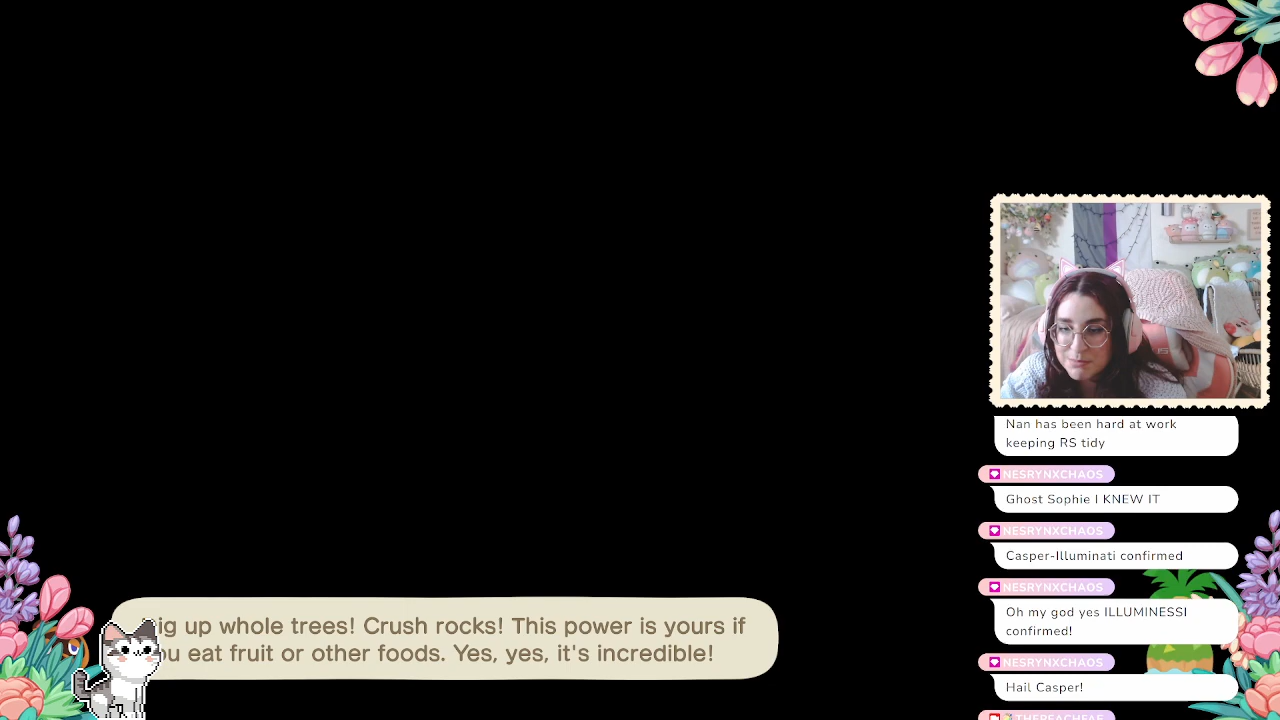 ig up whole trees! Crush rocks! This power is yours if
ou eat fruit or other foods. Yes, yes, it's incredible!
Nan has been hard at work
keeping RS tidy
NESRYNXCHAOS
Ghost Sophie I KNEW IT
NESRYNXCHAOS
Casper-Illuminati confirmed
NESRYNXCHAOS
Oh my god yes ILLUMINESSI
confirmed!
NESRYNXCHAOS
Hail Casper!